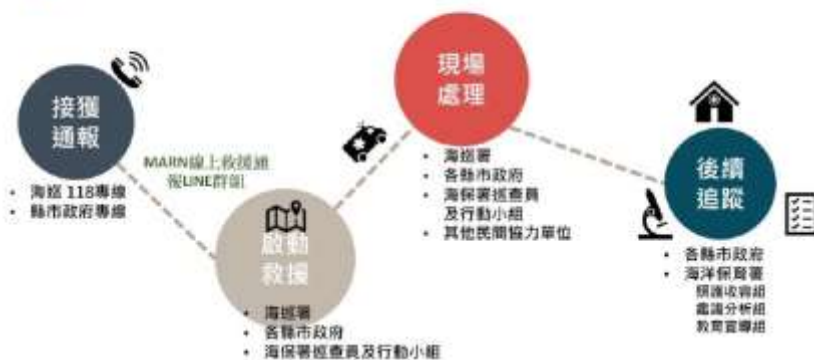 接獲
通報
• 海巡 118專線
• 縣市政府專線
MARN線上救援通
報LINE群組
啟動
救援
• 海巡署
• 各縣市政府
• 海保署巡查員及行動小組
現場
處理
• 海巡署
• 各縣市政府
• 海保署巡查員
及行動小組
• 其他民間協力單位
後續
追蹤
• 各縣市政府
• 海洋保育署
照護收容組
鑑識分析組
教育宣導組